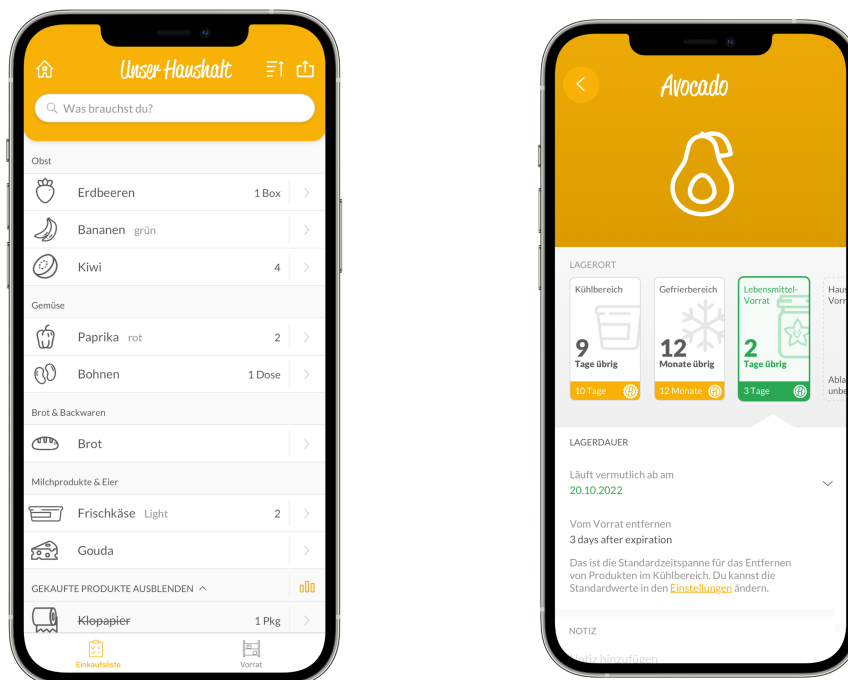 Unser Haushalt
Was brauchst du?
Obst
Erdbeeren 1 Box
Bananen grün
Kiwi 4
Gemüse
Paprika rot 2
Bohnen 1 Dose
Brot & Backwaren
Brot
Milchprodukte & Eier
Frischkäse Light 2
Gouda
GEKAUFTE PRODUKTE AUSBLENDEN
Klopapier 1 Pkg
Einkaufsliste Vorrat
Avocado
LAGERORT
Kühlbereich Gefrierbereich Lebensmittel-
Vorrat
9 12 2
Tage übrig Monate übrig Tage übrig
10 Tage 12 Monate 3 Tage
LAGERDAUER
Läuft vermutlich ab am
20.10.2022
Vom Vorrat entfernen
3 days after expiration
Das ist die Standardzeitspanne für das Entfernen
von Produkten im Kühlbereich. Du kannst die
Standardwerte in den Einstellungen ändern.
NOTIZ
Notiz hinzufügen